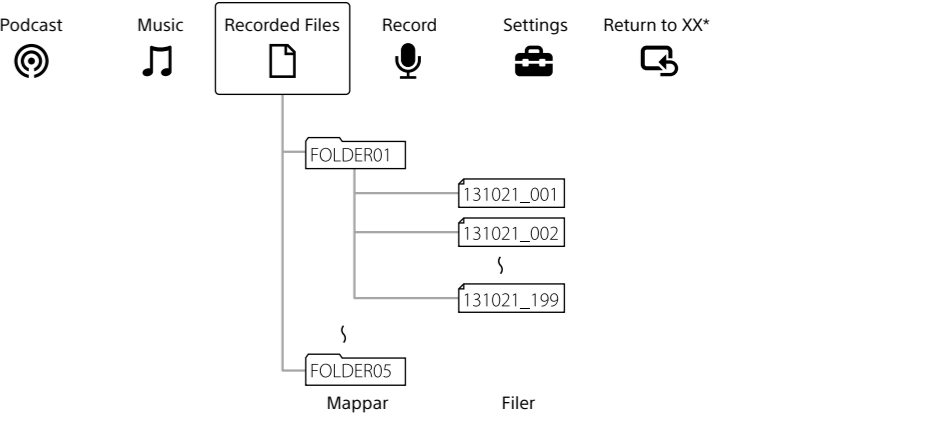 Podcast Music Recorded Files Record Settings Return to XX*
FOLDER01
131021_001
131021_002
131021_199
FOLDER05
Mappar Filer